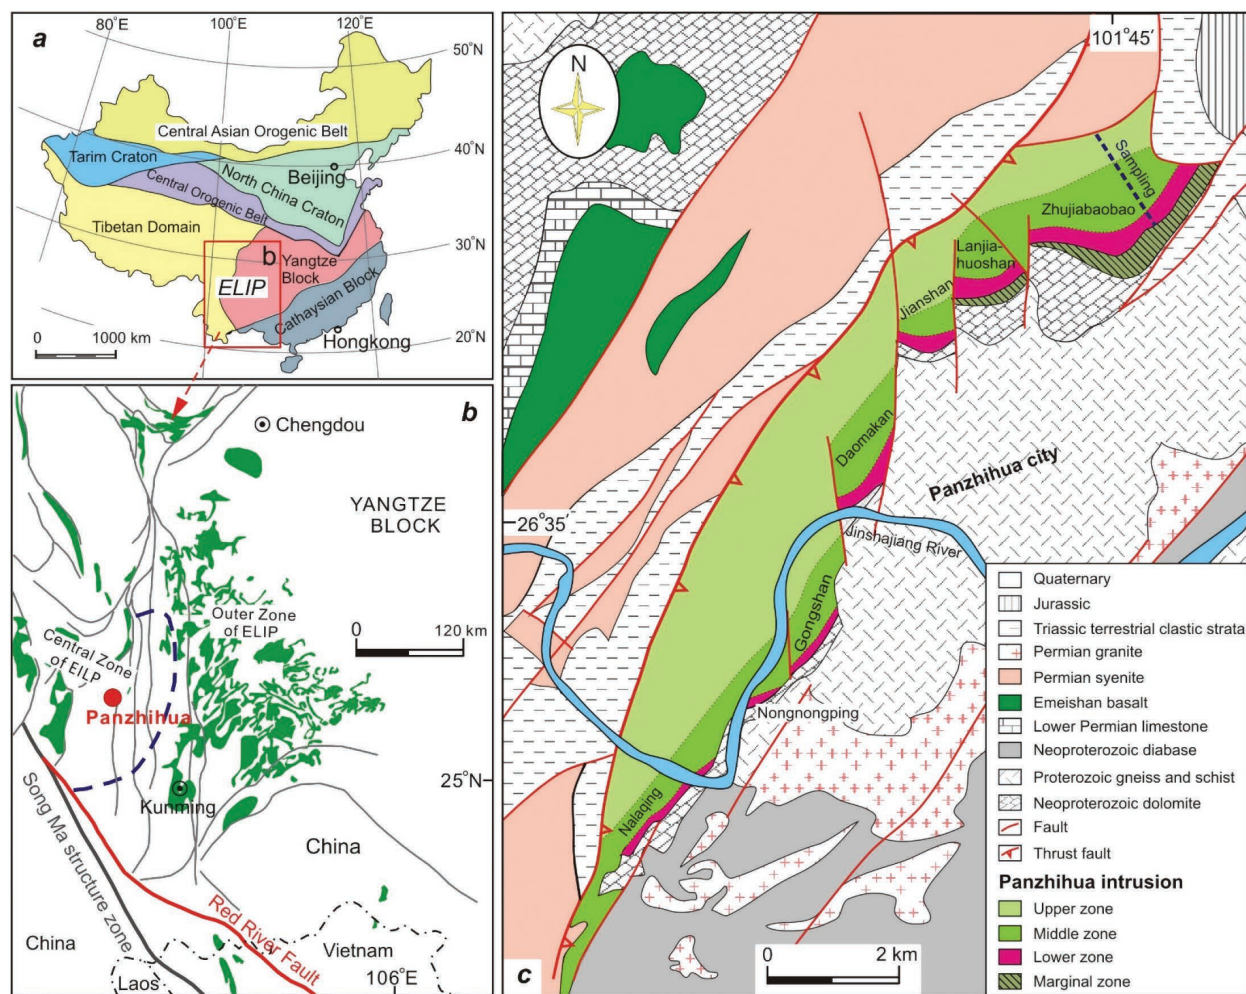 a
80°E
100°E
120°E
50°N
40°N
30°N
20°N
Central Asian Orogenic Belt
Tarim Craton
North China Craton
Beijing
Central Orogenic Belt
Tibetan Domain
b
Yangtze
Block
ELIP
Cathaysian Block
Hongkong
0
1000 km
b
Chengdou
YANGTZE
BLOCK
Outer Zone
of ELIP
0
120 km
Central Zone
of EILP
Panzhihua
25°N
Kunming
Song Ma structure zone
China
Red River Fault
China
Vietnam
Laos
106°E
N
101°45′
Sampling
Zhujiabaobao
Lanjia-
huoshan
Jianshan
Daomakan
Panzhihua city
26°35′
Jinshajiang River
Gongshan
Nongnongping
Nalaqing
0
2 km
c
Quaternary
Jurassic
Triassic terrestrial clastic strata
Permian granite
Permian syenite
Emeishan basalt
Lower Permian limestone
Neoproterozoic diabase
Proterozoic gneiss and schist
Neoproterozoic dolomite
Fault
Thrust fault
Panzhihua intrusion
Upper zone
Middle zone
Lower zone
Marginal zone